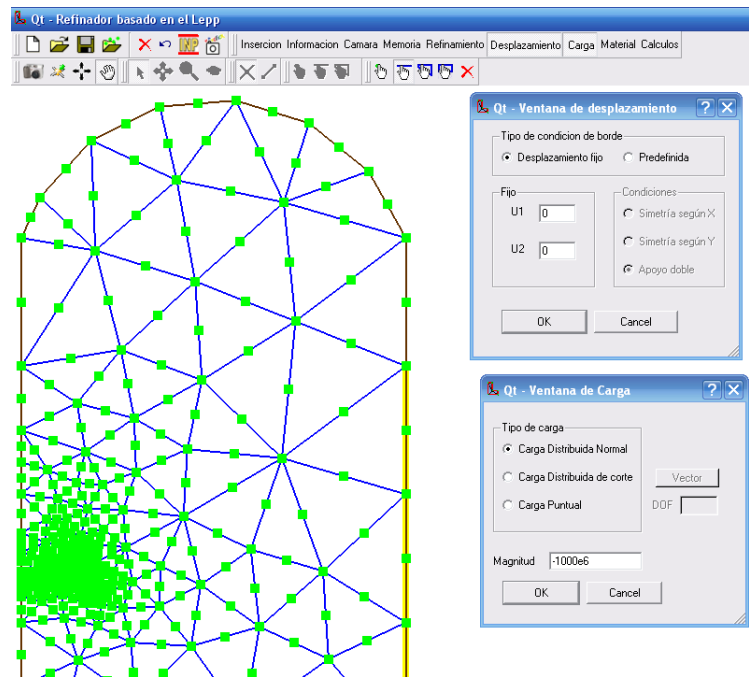 Qt - Refinador basado en el Lepp
Insercion Informacion Camara Memoria Refinamiento Desplazamiento Carga Material Calculos
Qt - Ventana de desplazamiento
Tipo de condicion de borde
Desplazamiento fijo Predefinida
Fijo Condiciones
U1 0 Simetría según X
U2 0 Simetría según Y
Apoyo doble
OK Cancel
Qt - Ventana de Carga
Tipo de carga
Carga Distribuida Normal
Carga Distribuida de corte Vector
Carga Puntual DOF
Magnitud -1000e6
OK Cancel